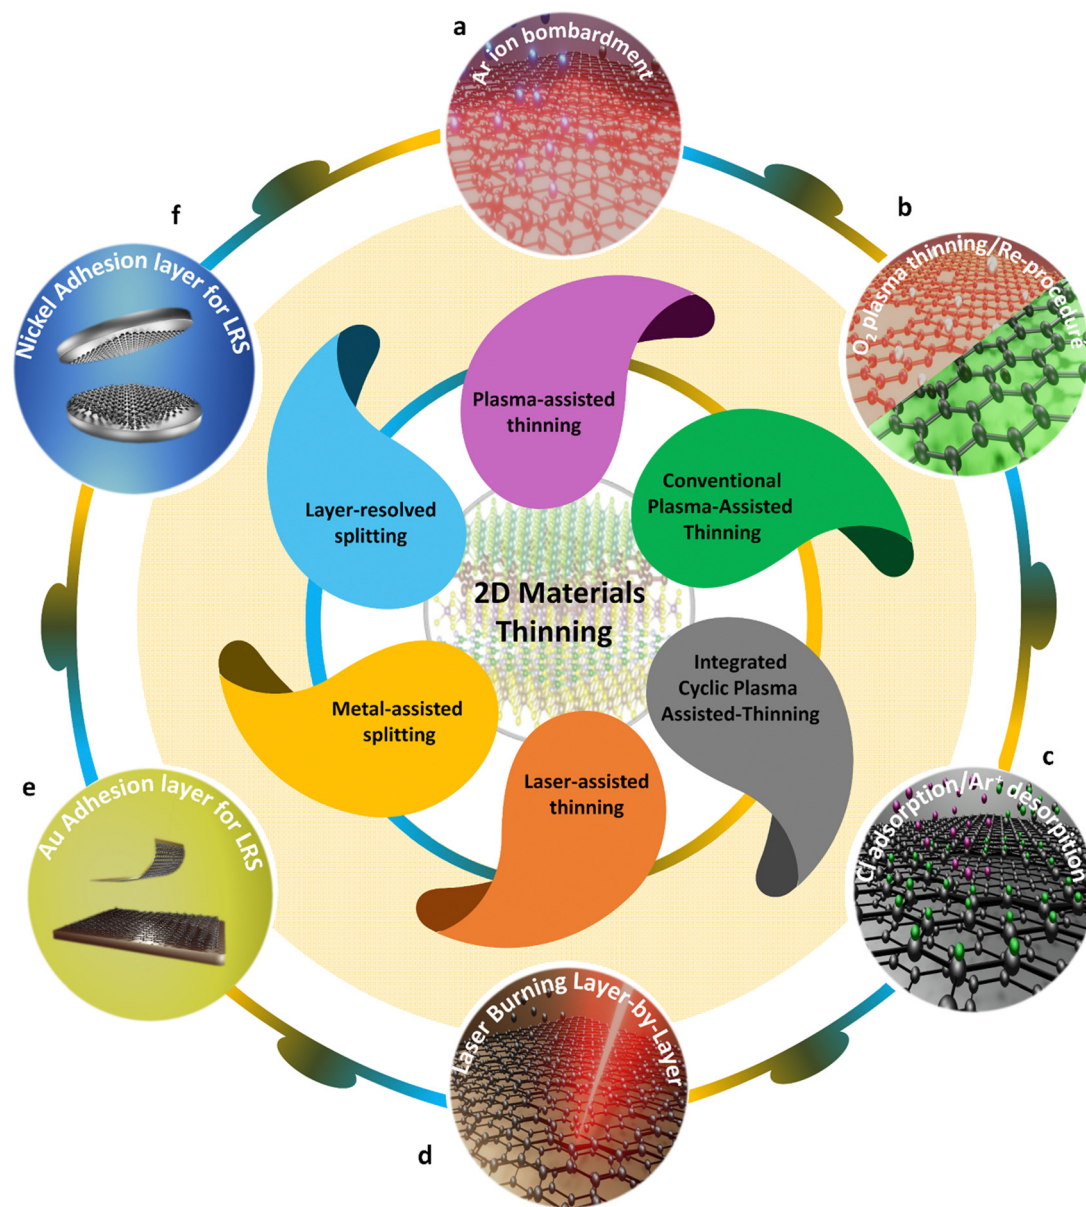 a
Ar ion bombardment
b
O₂ plasma thinning/Re-procedure
f
Nickel Adhesion layer for LRS
Plasma-assisted
thinning
Conventional
Plasma-Assisted
Thinning
Layer-resolved
splitting
2D Materials
Thinning
Integrated
Cyclic Plasma
Assisted-Thinning
Metal-assisted
splitting
Laser-assisted
thinning
c
Cl adsorption/Ar⁺ desorption
e
Au Adhesion layer for LRS
d
Laser Burning Layer-by-Layer